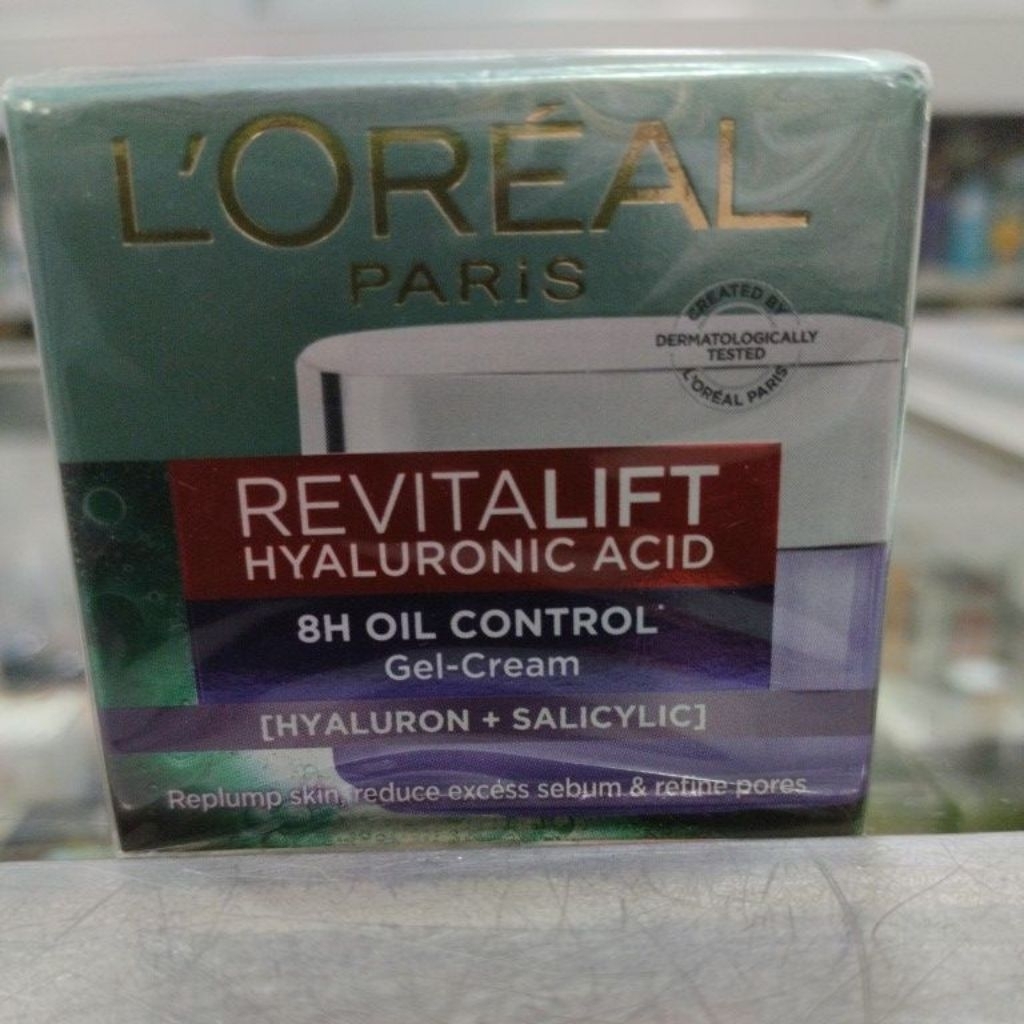 L'ORÉAL
PARiS
CREATED BY
DERMATOLOGICALLY
TESTED
L'ORÉAL PARIS
REVITALIFT
HYALURONIC ACID
8H OIL CONTROL
Gel-Cream
[HYALURON + SALICYLIC]
Replump skin, reduce excess sebum & refine pores